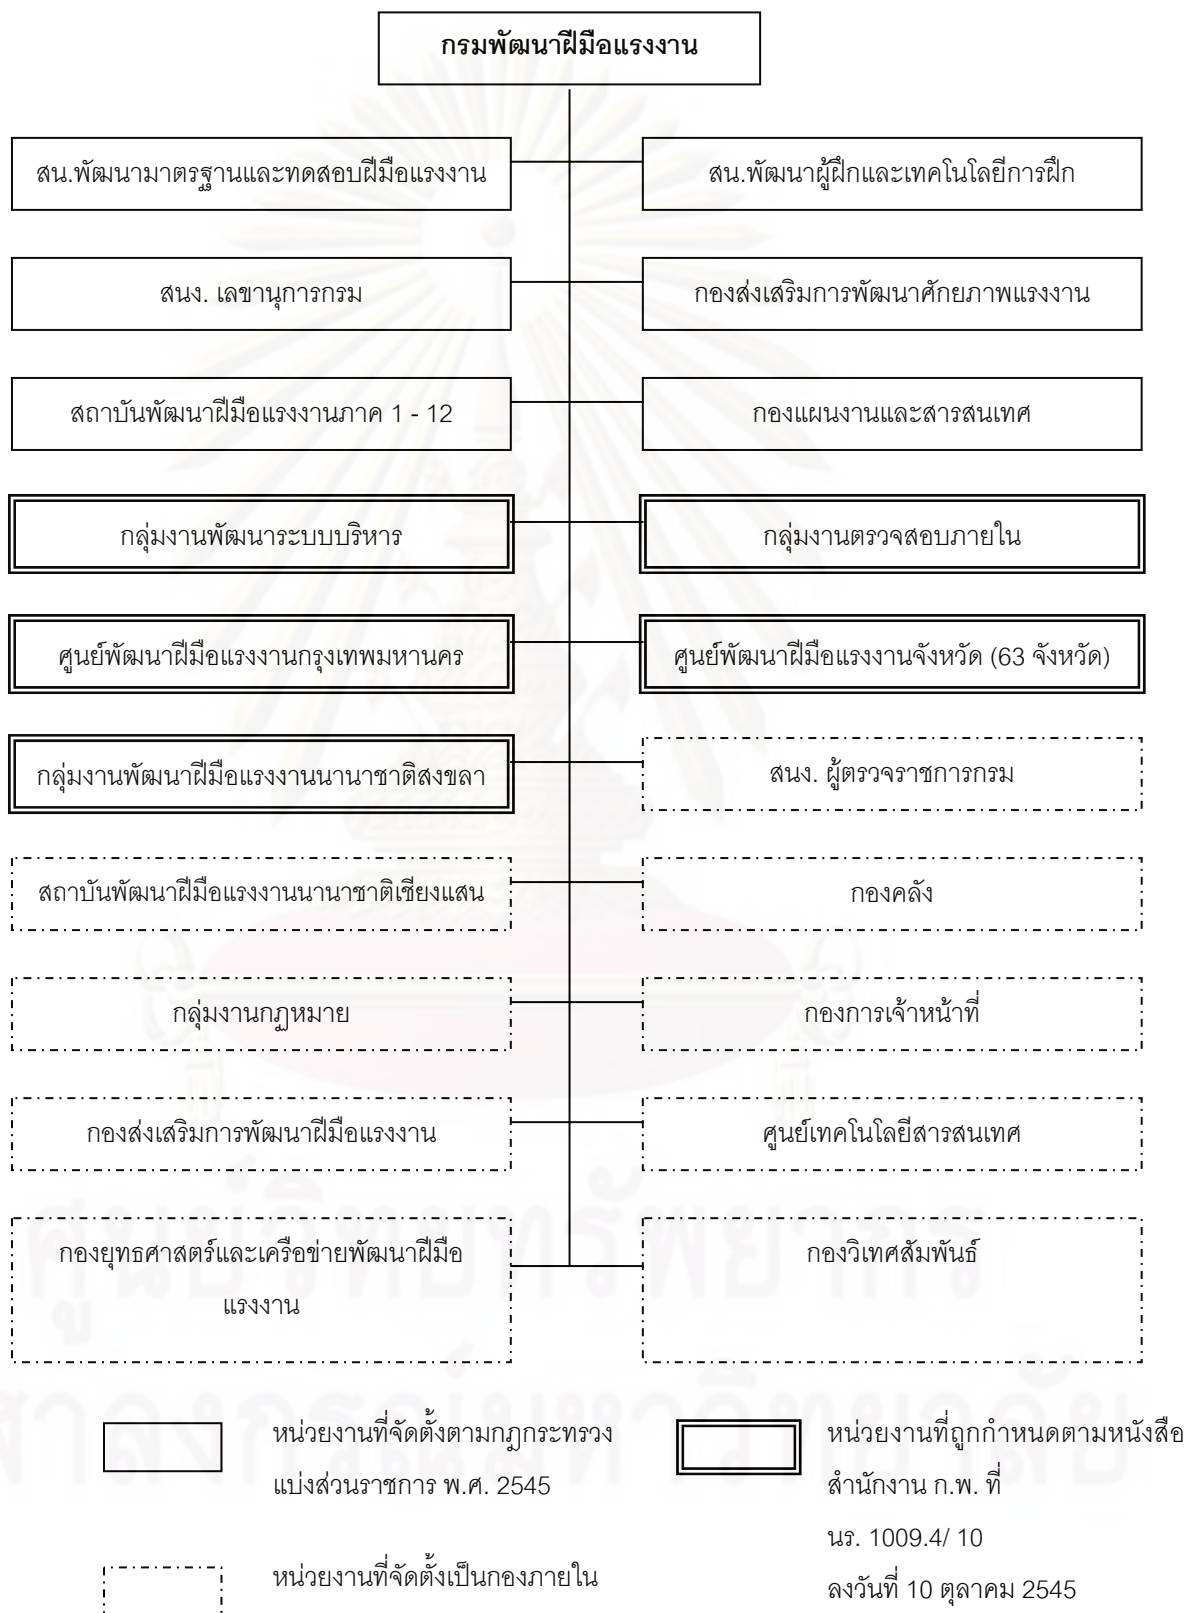 กรมพัฒนาฝีมือแรงงาน
สน.พัฒนามาตรฐานและทดสอบฝีมือแรงงาน
สน.พัฒนาผู้ฝึกและเทคโนโลยีการฝึก
สนง. เลขานุการกรม
กองส่งเสริมการพัฒนาศักยภาพแรงงาน
สถาบันพัฒนาฝีมือแรงงานภาค 1 - 12
กองแผนงานและสารสนเทศ
กลุ่มงานพัฒนาระบบบริหาร
กลุ่มงานตรวจสอบภายใน
ศูนย์พัฒนาฝีมือแรงงานกรุงเทพมหานคร
ศูนย์พัฒนาฝีมือแรงงานจังหวัด (63 จังหวัด)
กลุ่มงานพัฒนาฝีมือแรงงานนานาชาติสงขลา
สนง. ผู้ตรวจราชการกรม
สถาบันพัฒนาฝีมือแรงงานนานาชาติเชียงแสน
กองคลัง
กลุ่มงานกฎหมาย
กองการเจ้าหน้าที่
กองส่งเสริมการพัฒนาฝีมือแรงงาน
ศูนย์เทคโนโลยีสารสนเทศ
กองยุทธศาสตร์และเครือข่ายพัฒนาฝีมือ
แรงงาน
กองวิเทศสัมพันธ์
ศูนย์วิทยทรัพยากร
ฬาลงกรณ์มหาวิทยาลัย
หน่วยงานที่จัดตั้งตามกฎกระทรวง
แบ่งส่วนราชการ พ.ศ. 2545
หน่วยงานที่ถูกกำหนดตามหนังสือ
สำนักงาน ก.พ. ที่
นร. 1009.4/ 10
ลงวันที่ 10 ตุลาคม 2545
หน่วยงานที่จัดตั้งเป็นกองภายใน